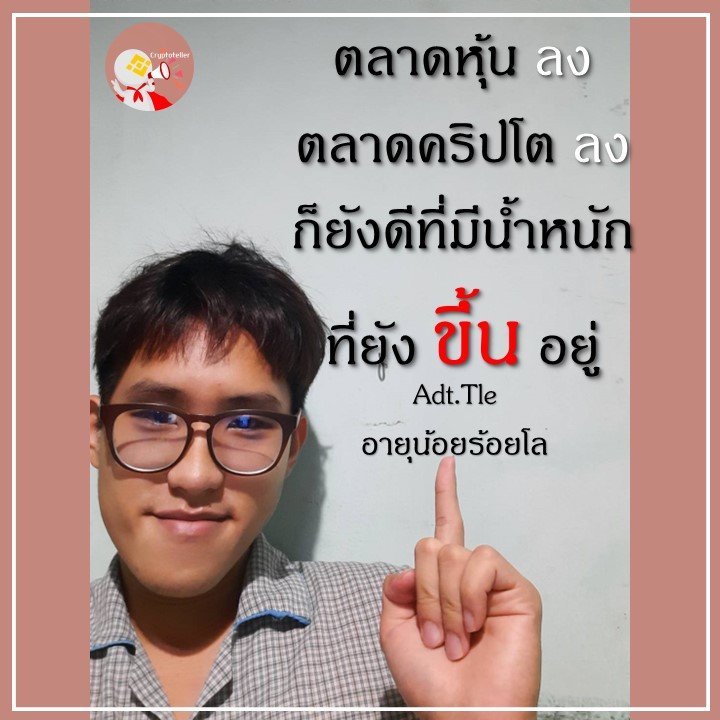 Cryptoteller
ตลาดหุ้น ลง
ตลาดคริปโต ลง
ก็ยังดีที่มีน้ำหนัก
ที่ยัง ขึ้น อยู่
Adt.Tle
อายุน้อยร้อยโล